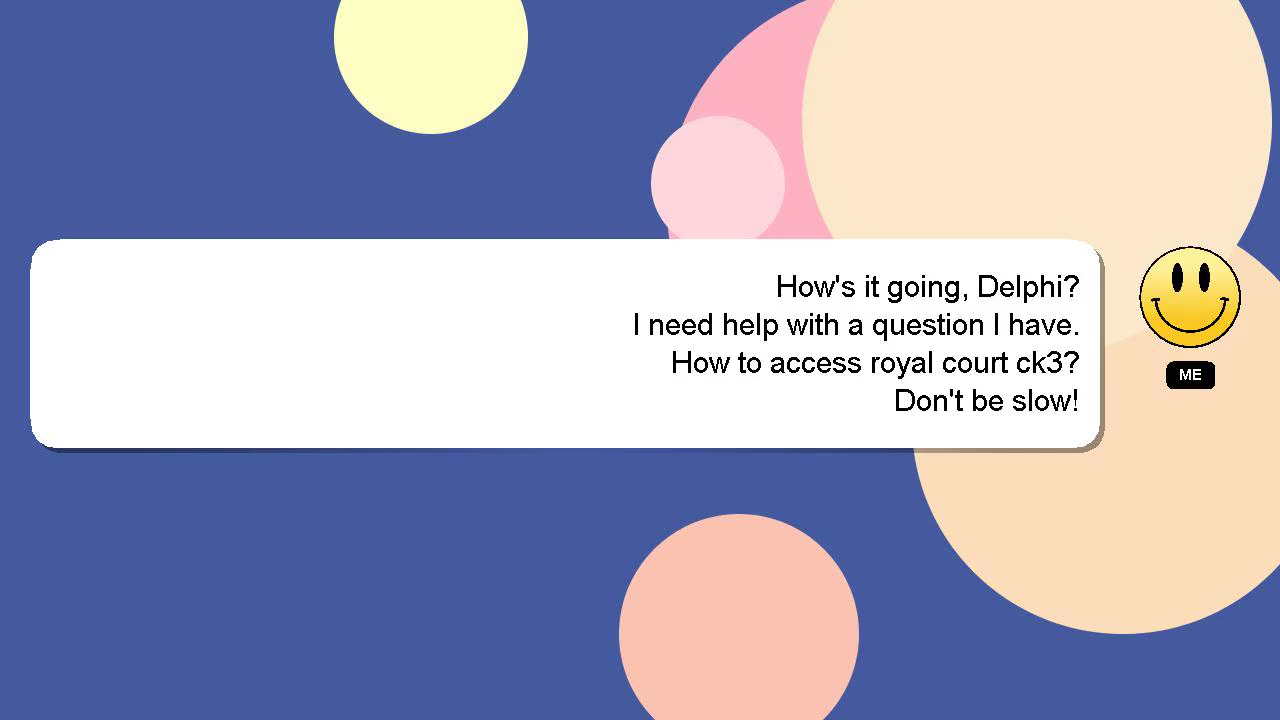 How's it going, Delphi?
I need help with a question I have.
How to access royal court ck3?
Don't be slow!
ME